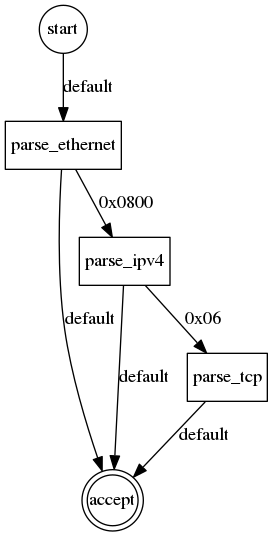 start
default
parse_ethernet
0x0800
parse_ipv4
default
0x06
default
parse_tcp
default
accept